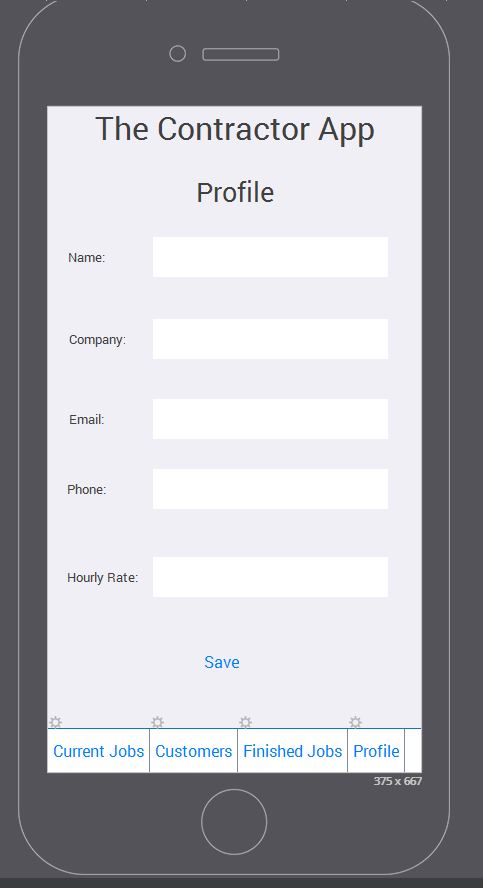 The Contractor App
Profile
Name:
Company:
Email:
Phone:
Hourly Rate:
Save
Current Jobs Customers Finished Jobs Profile
375 x 667